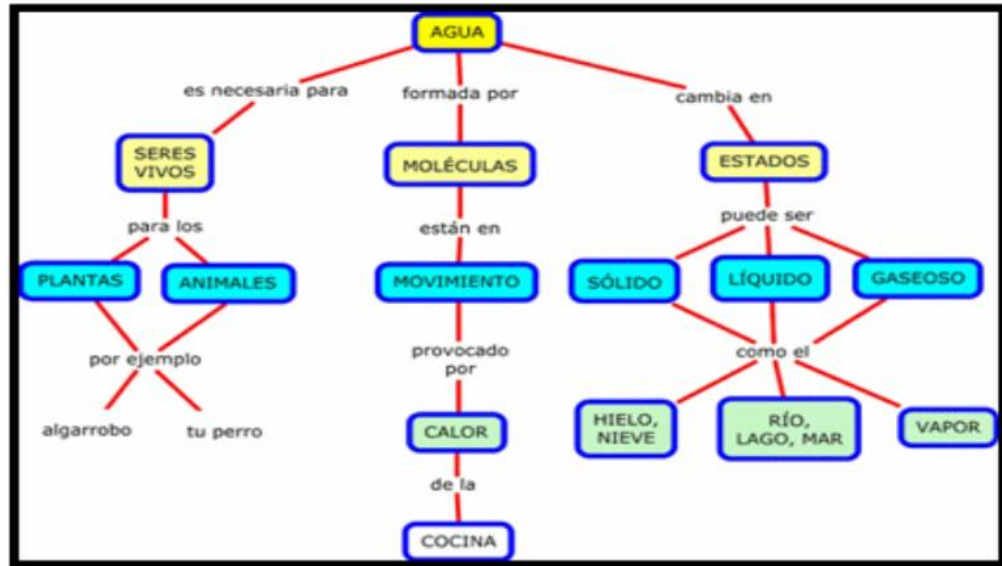 AGUA
es necesaria para
formada por
cambia en
SERES
VIVOS
MOLÉCULAS
ESTADOS
para los
están en
puede ser
PLANTAS
ANIMALES
MOVIMIENTO
SÓLIDO
LÍQUIDO
GASEOSO
por ejemplo
provocado
por
como el
algarrobo
tu perro
CALOR
HIELO,
NIEVE
RÍO,
LAGO, MAR
VAPOR
de la
COCINA